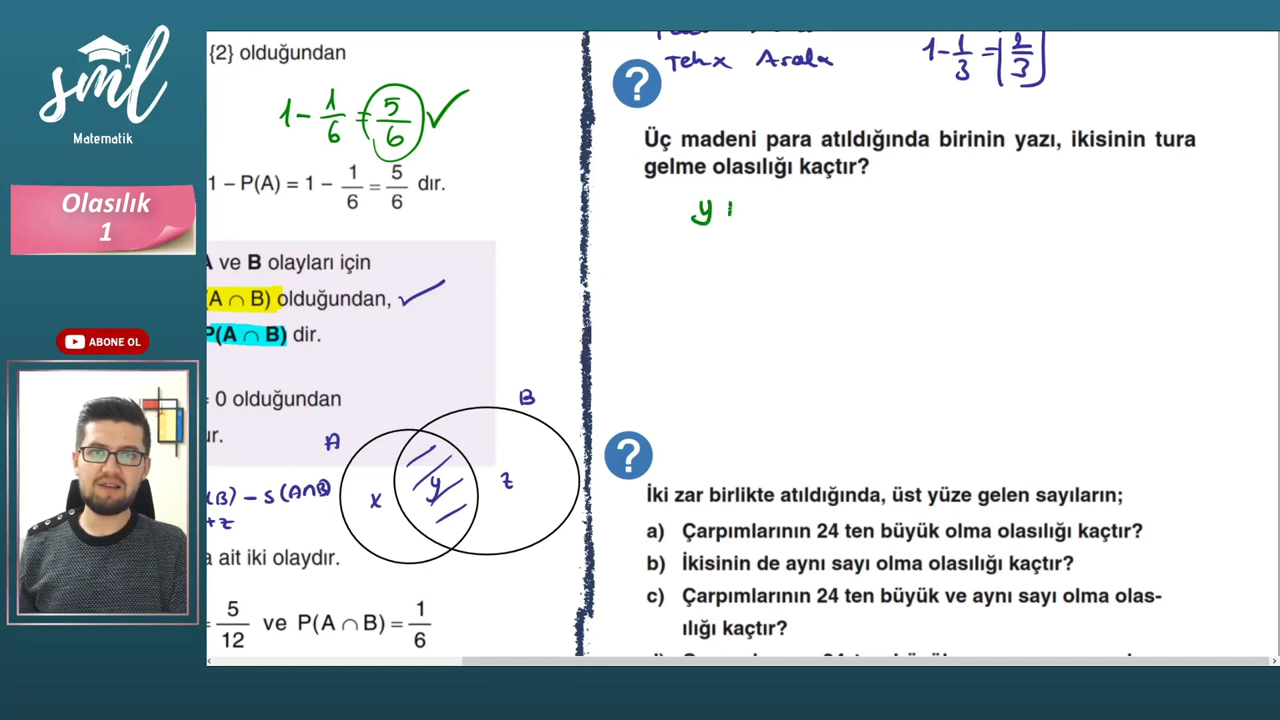 sml
Matematik
Olasılık
1
ABONE OL
{2} olduğundan
1 - 1/6 = 5/6 ✓
1 – P(A) = 1 – 1/6 = 5/6 dır.
A ve B olayları için
(A ∩ B) olduğundan,
P(A ∩ B) dir.
= 0 olduğundan
ur.
A
B
x
y
z
(B) - s(A∩B)
+z
a ait iki olaydır.
= 5/12 ve P(A ∩ B) = 1/6
Tek x Asala
1 - 1/3 = 2/3
?
Üç madeni para atıldığında birinin yazı, ikisinin tura
gelme olasılığı kaçtır?
y
?
İki zar birlikte atıldığında, üst yüze gelen sayıların;
a) Çarpımlarının 24 ten büyük olma olasılığı kaçtır?
b) İkisinin de aynı sayı olma olasılığı kaçtır?
c) Çarpımlarının 24 ten büyük ve aynı sayı olma olas-
ılığı kaçtır?